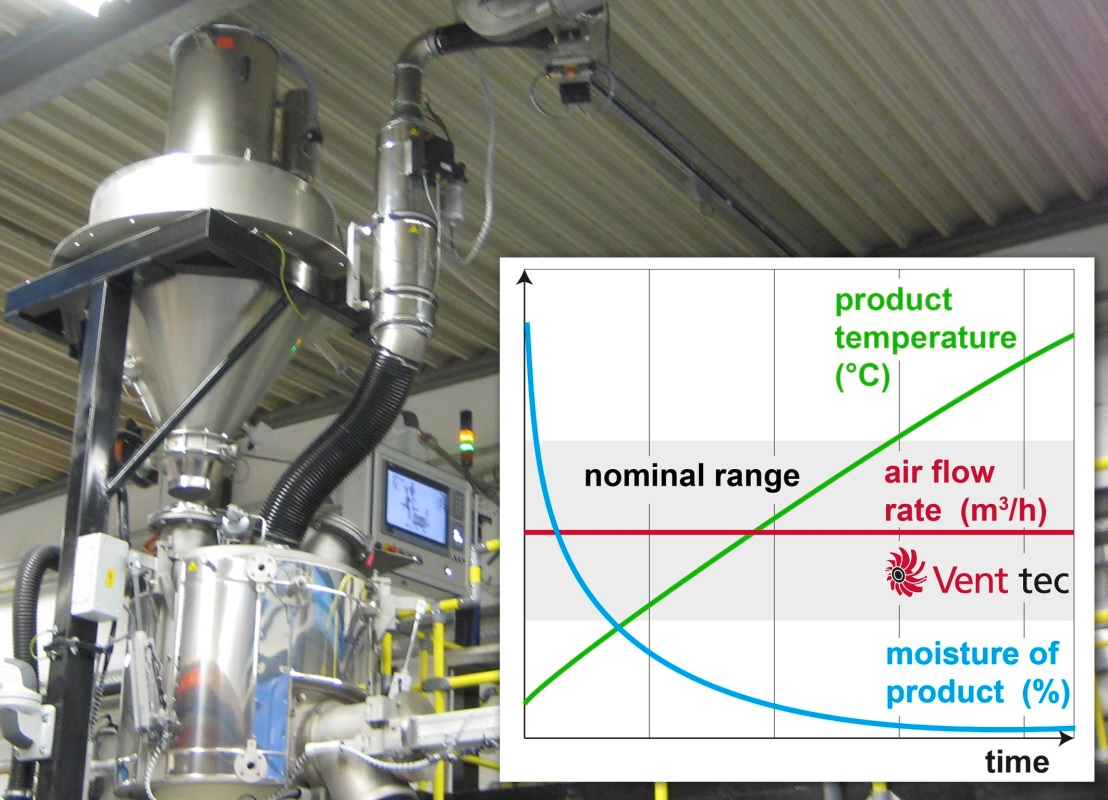 product
temperature
(°C)
nominal range
air flow
rate (m³/h)
Vent tec
moisture of
product (%)
time